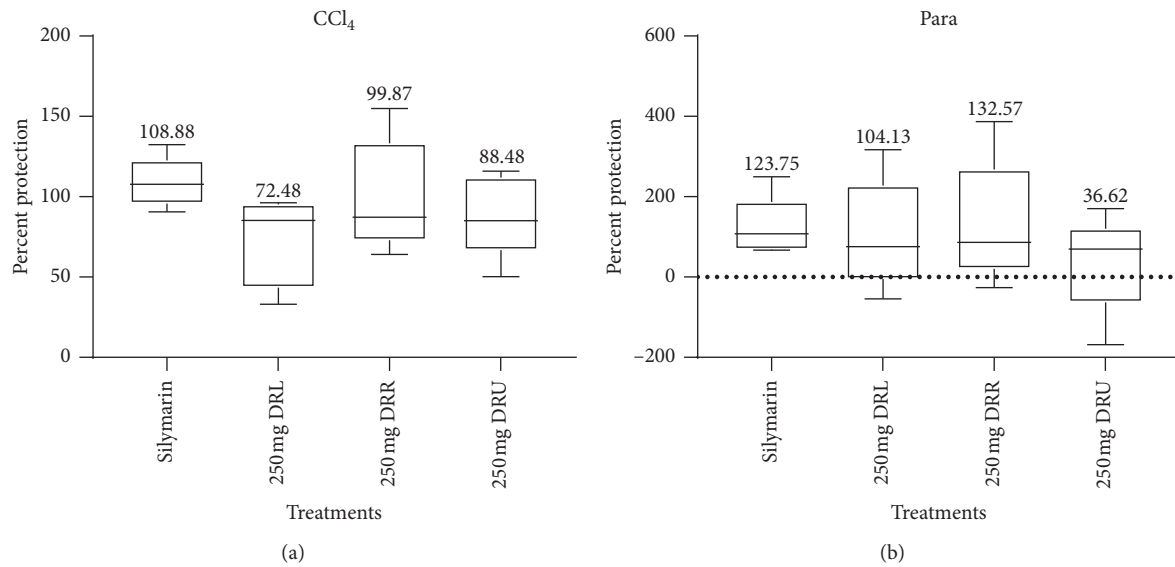 CCl₄
Percent protection
200
150
100
50
0
108.88
72.48
99.87
88.48
Silymarin
250 mg DRL
250 mg DRR
250 mg DRU
Treatments
(a)
Para
Percent protection
600
400
200
0
−200
123.75
104.13
132.57
36.62
Silymarin
250 mg DRL
250 mg DRR
250 mg DRU
Treatments
(b)